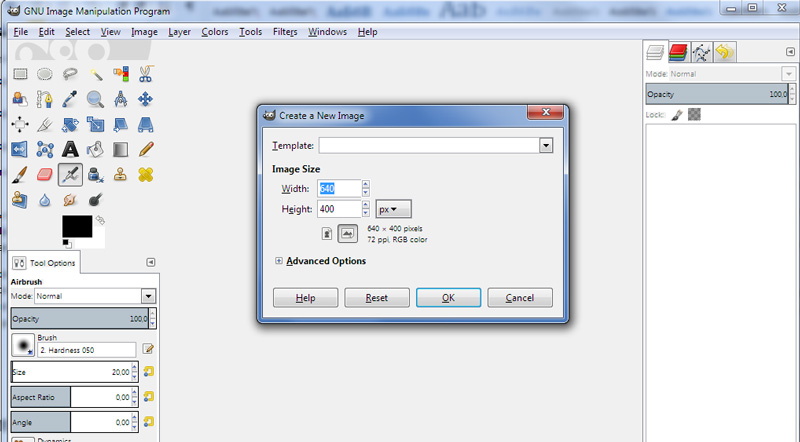 GNU Image Manipulation Program
File Edit Select View Image Layer Colors Tools Filters Windows Help
Mode: Normal
Opacity 100,0
Lock:
Create a New Image
Template:
Image Size
Width: 640
Height: 400 px
640 × 400 pixels
72 ppi, RGB color
Advanced Options
Help Reset OK Cancel
Tool Options
Airbrush
Mode: Normal
Opacity 100,0
Brush
2. Hardness 050
Size 20,00
Aspect Ratio 0,00
Angle 0,00
Dynamics